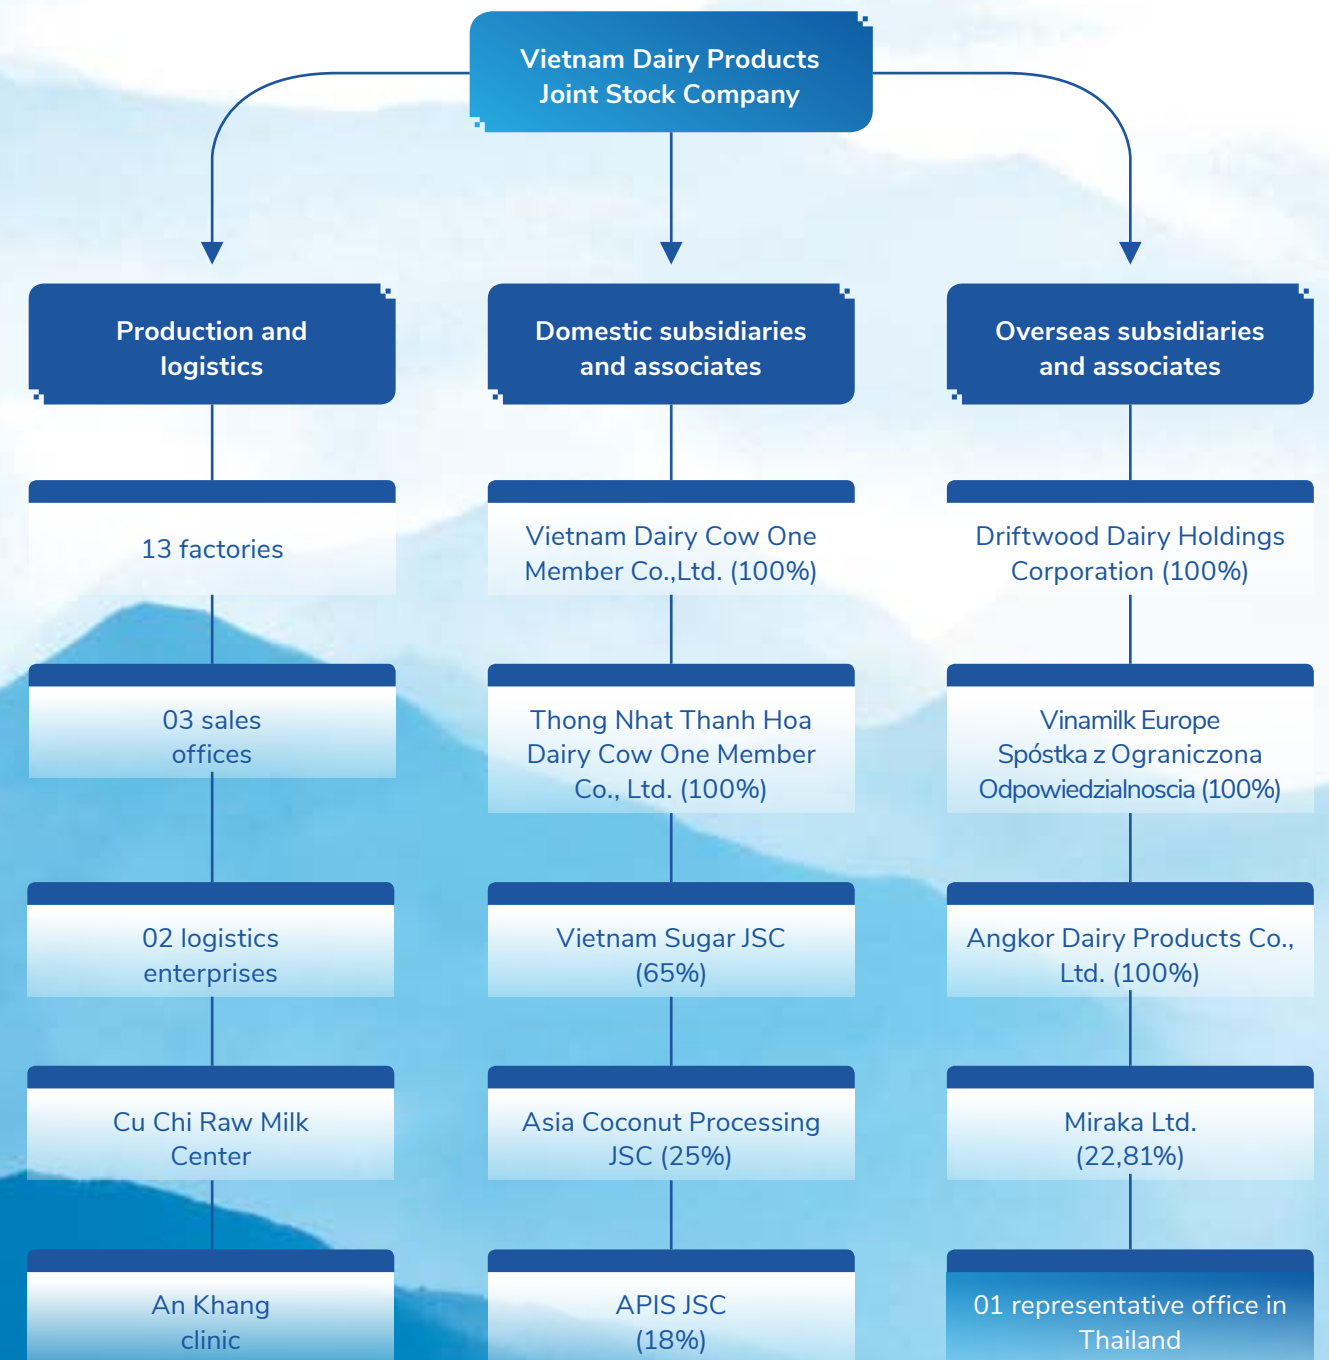 Vietnam Dairy Products
Joint Stock Company
Production and
logistics
13 factories
03 sales
offices
02 logistics
enterprises
Cu Chi Raw Milk
Center
An Khang
clinic
Domestic subsidiaries
and associates
Vietnam Dairy Cow One
Member Co.,Ltd. (100%)
Thong Nhat Thanh Hoa
Dairy Cow One Member
Co., Ltd. (100%)
Vietnam Sugar JSC
(65%)
Asia Coconut Processing
JSC (25%)
APIS JSC
(18%)
Overseas subsidiaries
and associates
Driftwood Dairy Holdings
Corporation (100%)
Vinamilk Europe
Spóstka z Ograniczona
Odpowiedzialnoscia (100%)
Angkor Dairy Products Co.,
Ltd. (100%)
Miraka Ltd.
(22,81%)
01 representative office in
Thailand